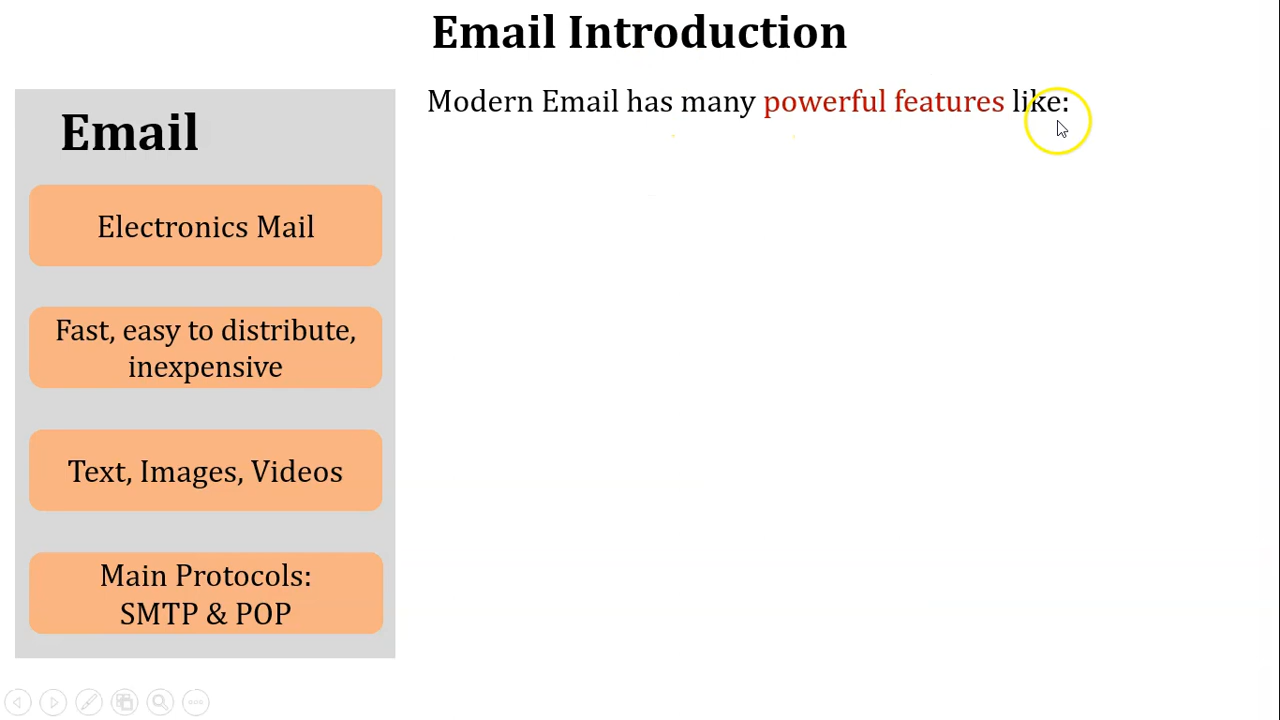 Email Introduction
Modern Email has many powerful features like:
Email
Electronics Mail
Fast, easy to distribute,
inexpensive
Text, Images, Videos
Main Protocols:
SMTP & POP